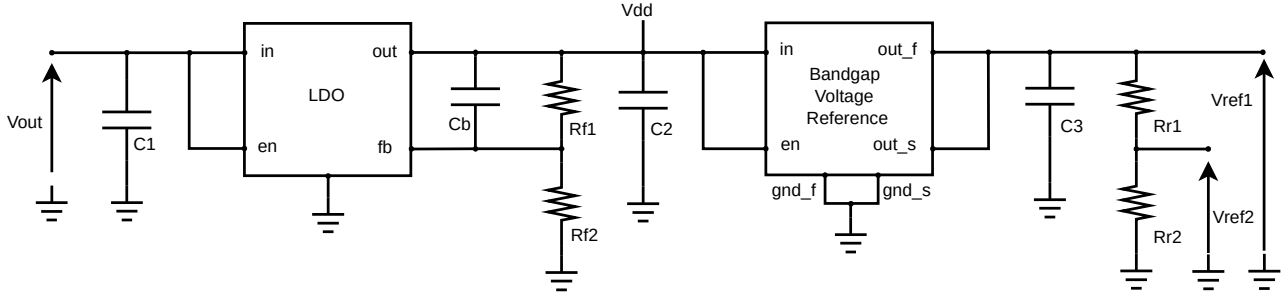 Vdd
in
out
in
out_f
LDO
Bandgap
Voltage
Reference
Vout
C1
Cb
Rf1
C2
C3
Rr1
Vref1
en
fb
en
out_s
gnd_f
gnd_s
Rf2
Rr2
Vref2